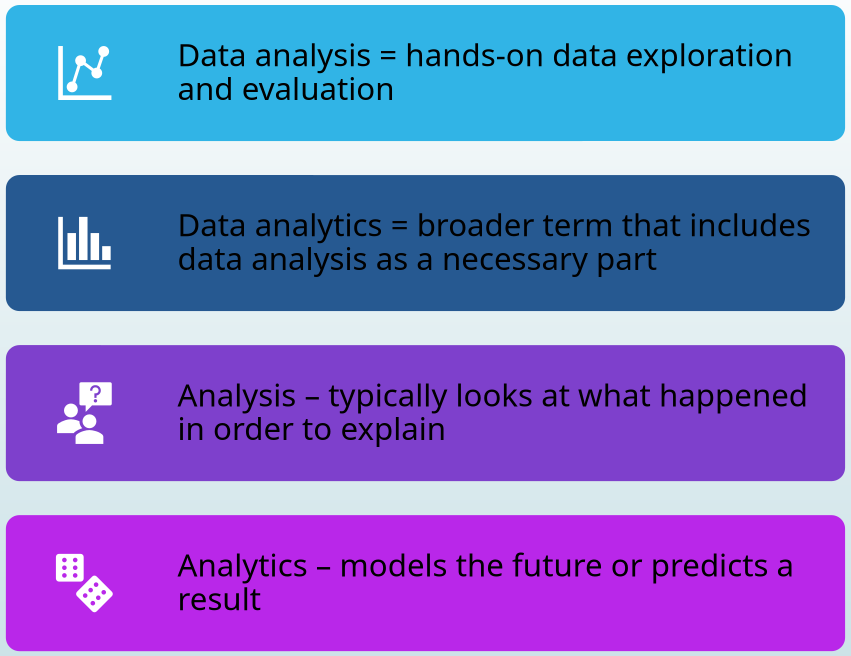 Data analysis = hands-on data exploration
and evaluation
Data analytics = broader term that includes
data analysis as a necessary part
?
Analysis – typically looks at what happened
in order to explain
Analytics – models the future or predicts a
result